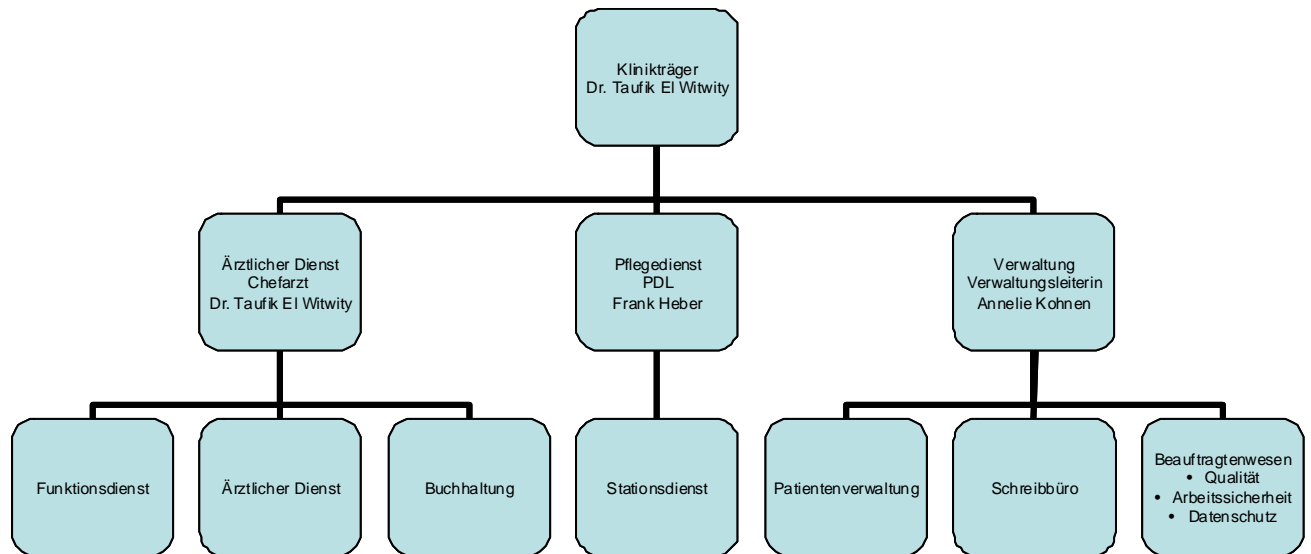 Klinikträger
Dr. Taufik El Witwity
Ärztlicher Dienst
Chefarzt
Dr. Taufik El Witwity
Pflegedienst
PDL
Frank Heber
Verwaltung
Verwaltungsleiterin
Annelie Kohnen
Funktionsdienst
Ärztlicher Dienst
Buchhaltung
Stationsdienst
Patientenverwaltung
Schreibbüro
Beauftragtenwesen
• Qualität
• Arbeitssicherheit
• Datenschutz